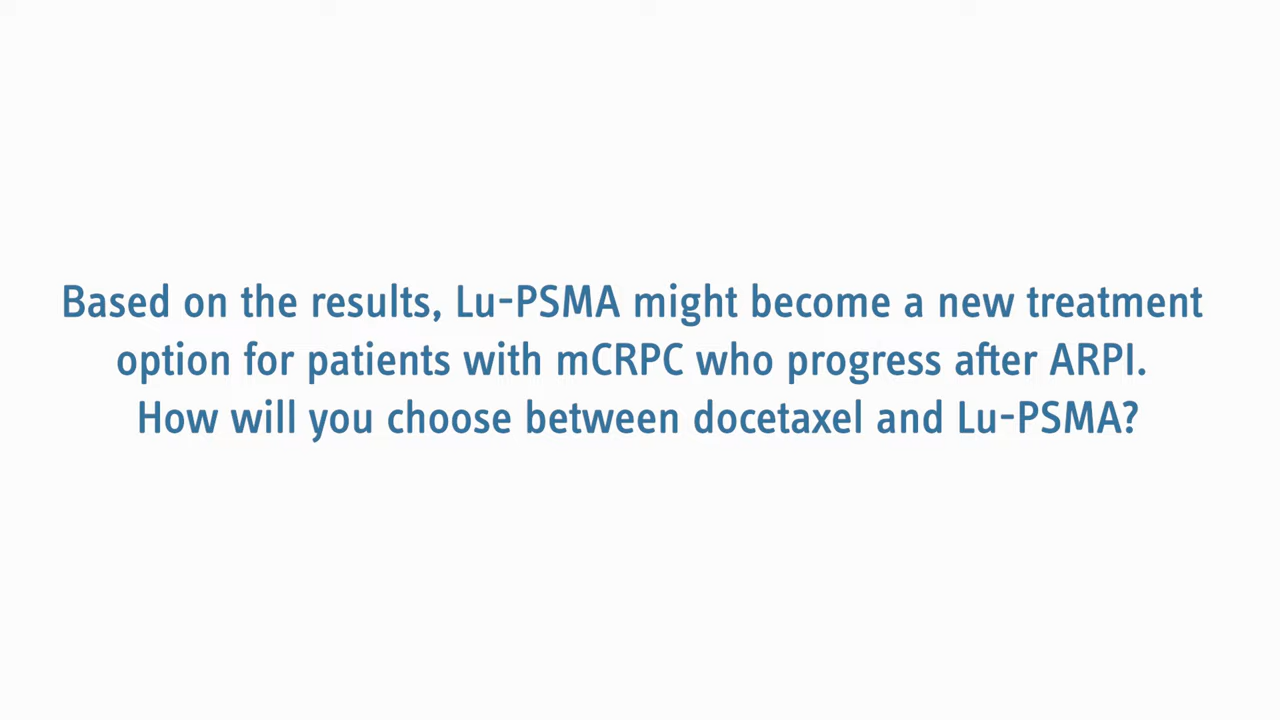 Based on the results, Lu-PSMA might become a new treatment
option for patients with mCRPC who progress after ARPI.
How will you choose between docetaxel and Lu-PSMA?